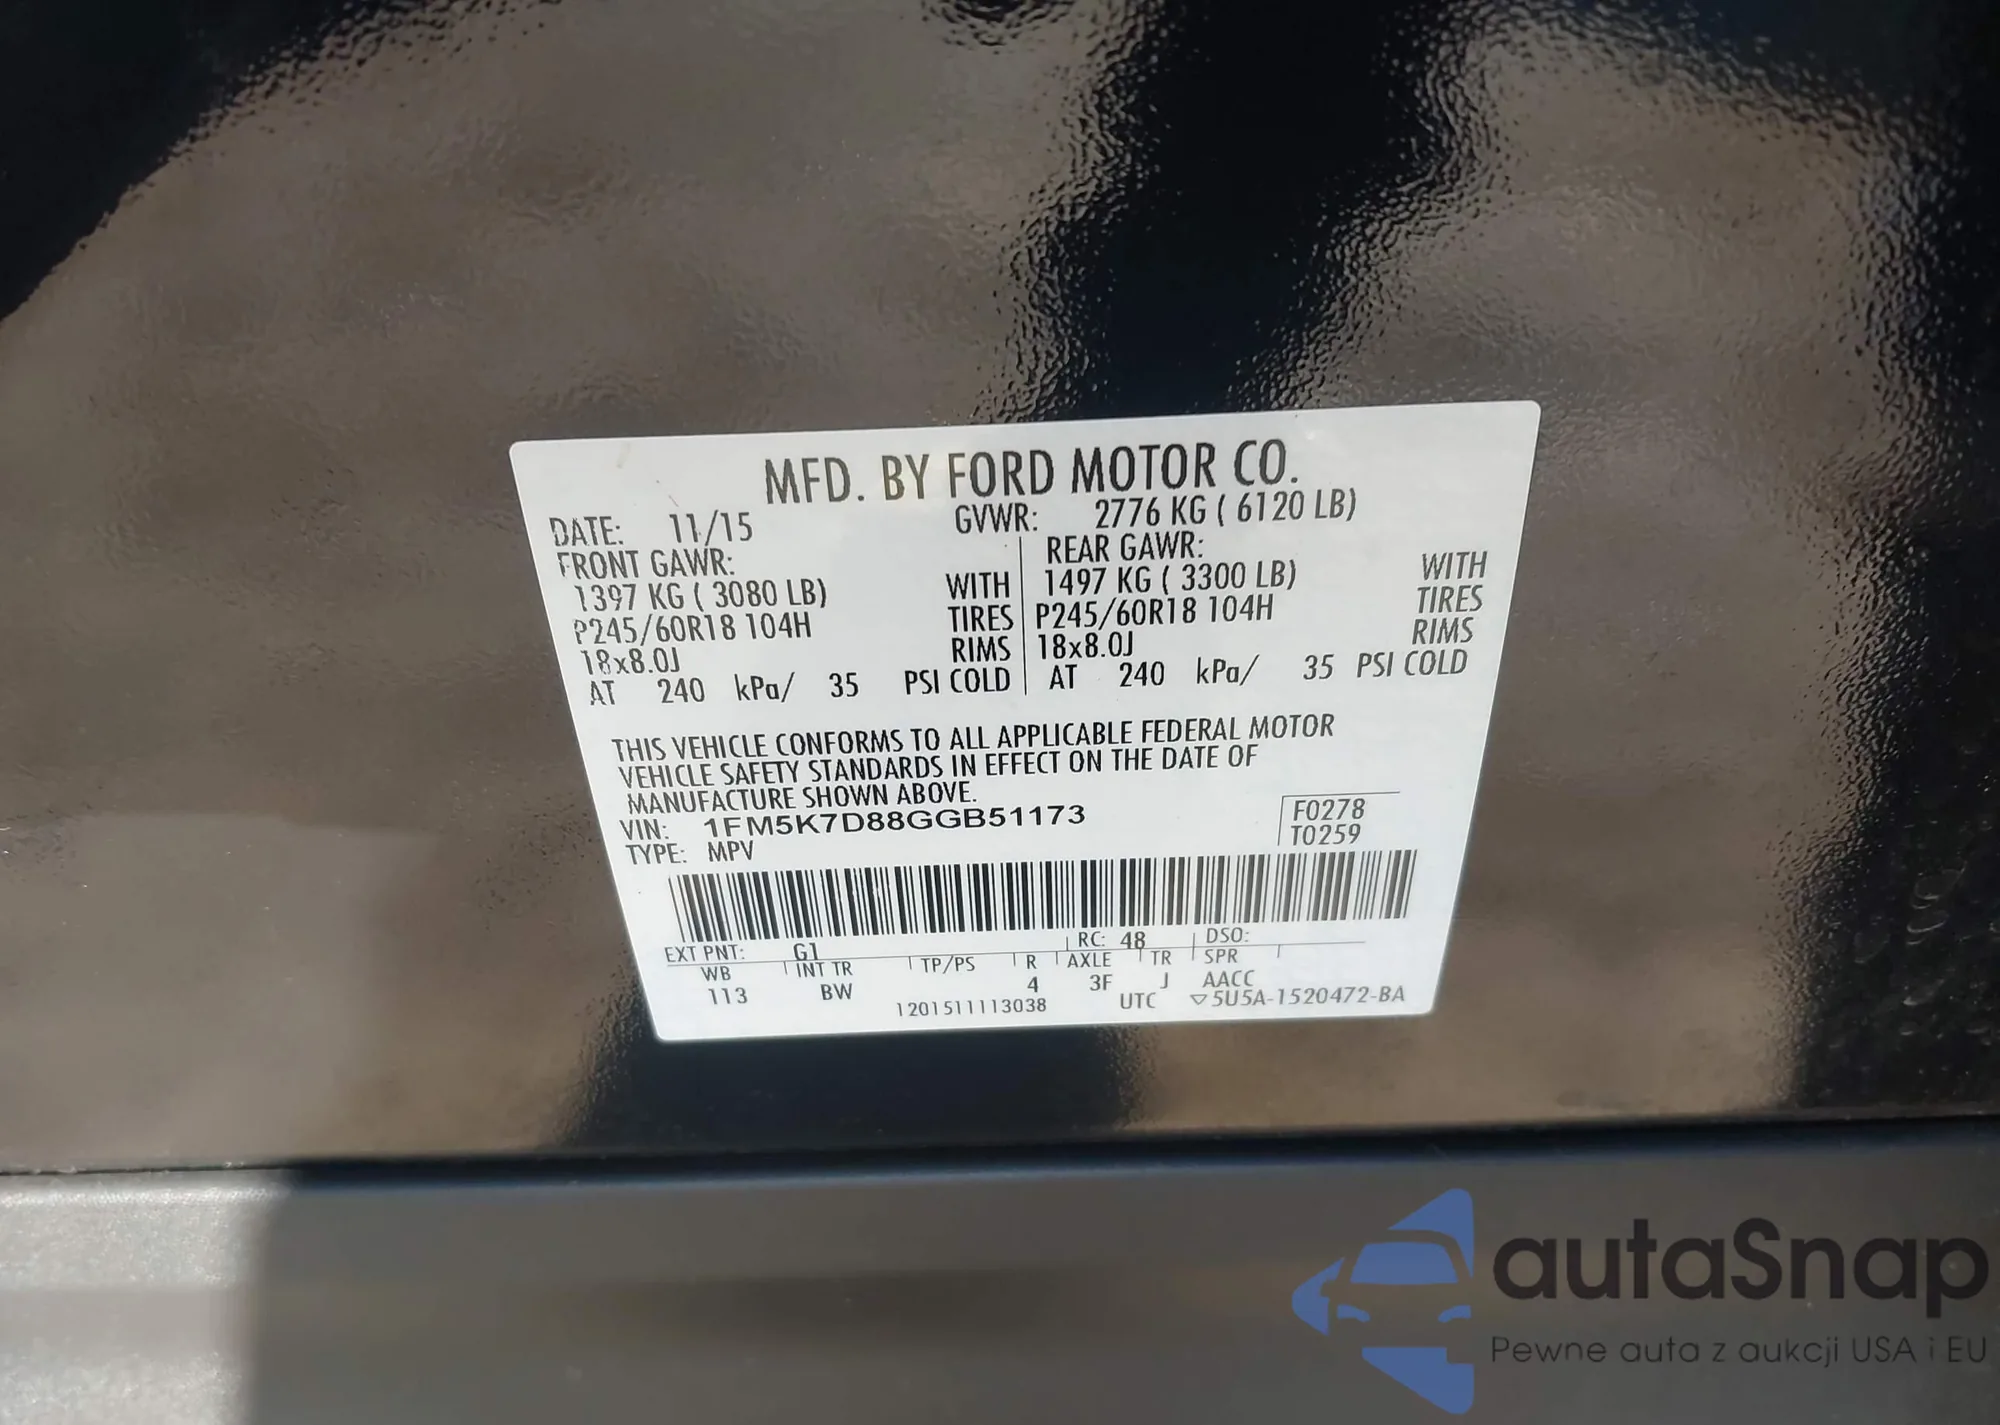 MFD. BY FORD MOTOR CO.
DATE: 11/15 GVWR: 2776 KG ( 6120 LB)
FRONT GAWR: REAR GAWR:
1397 KG ( 3080 LB) WITH 1497 KG ( 3300 LB) WITH
P245/60R18 104H TIRES P245/60R18 104H TIRES
18x8.0J RIMS 18x8.0J RIMS
AT 240 kPa/ 35 PSI COLD AT 240 kPa/ 35 PSI COLD
THIS VEHICLE CONFORMS TO ALL APPLICABLE FEDERAL MOTOR
VEHICLE SAFETY STANDARDS IN EFFECT ON THE DATE OF
MANUFACTURE SHOWN ABOVE.
VIN: 1FM5K7D88GGB51173 F0278
TYPE: MPV T0259
EXT PNT: G1 RC: 48 DSO:
WB INT TR TP/PS R AXLE TR SPR
113 BW 4 3F J AACC
1201511113038 UTC ▽5U5A-1520472-BA
autaSnap
Pewne auta z aukcji USA i EU